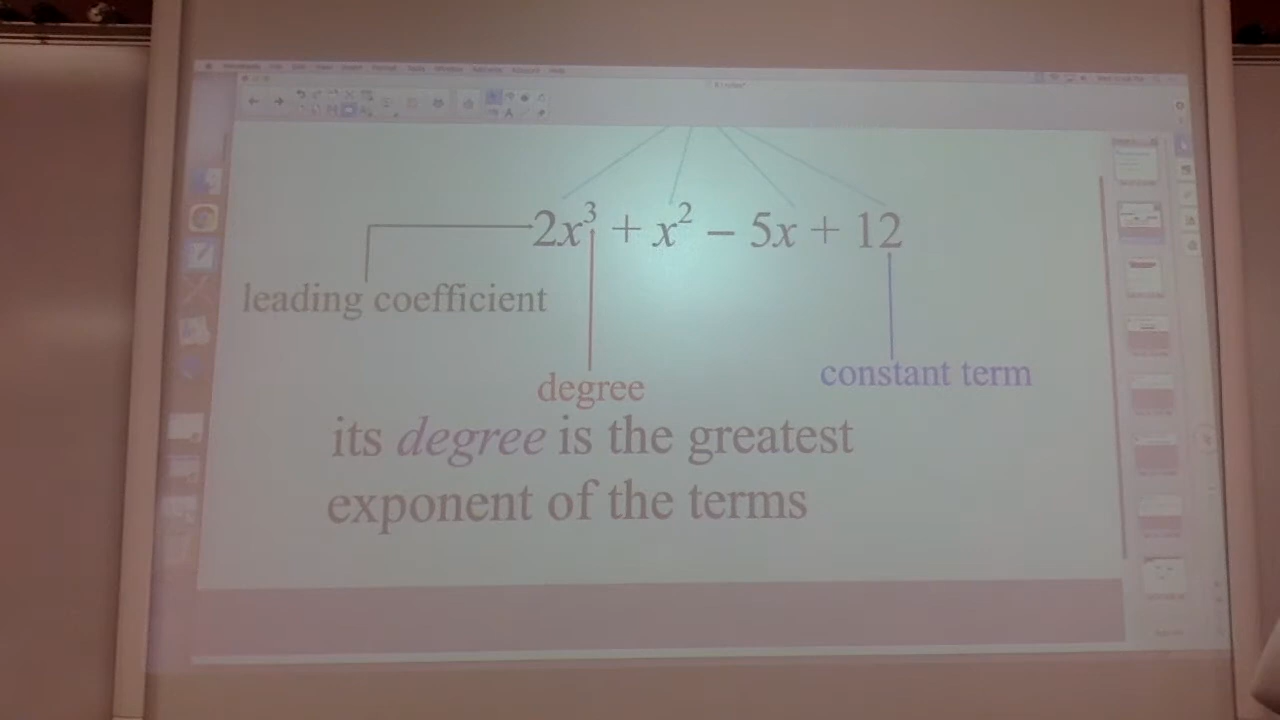 2x³ + x² − 5x + 12
leading coefficient
degree
constant term
its degree is the greatest
exponent of the terms